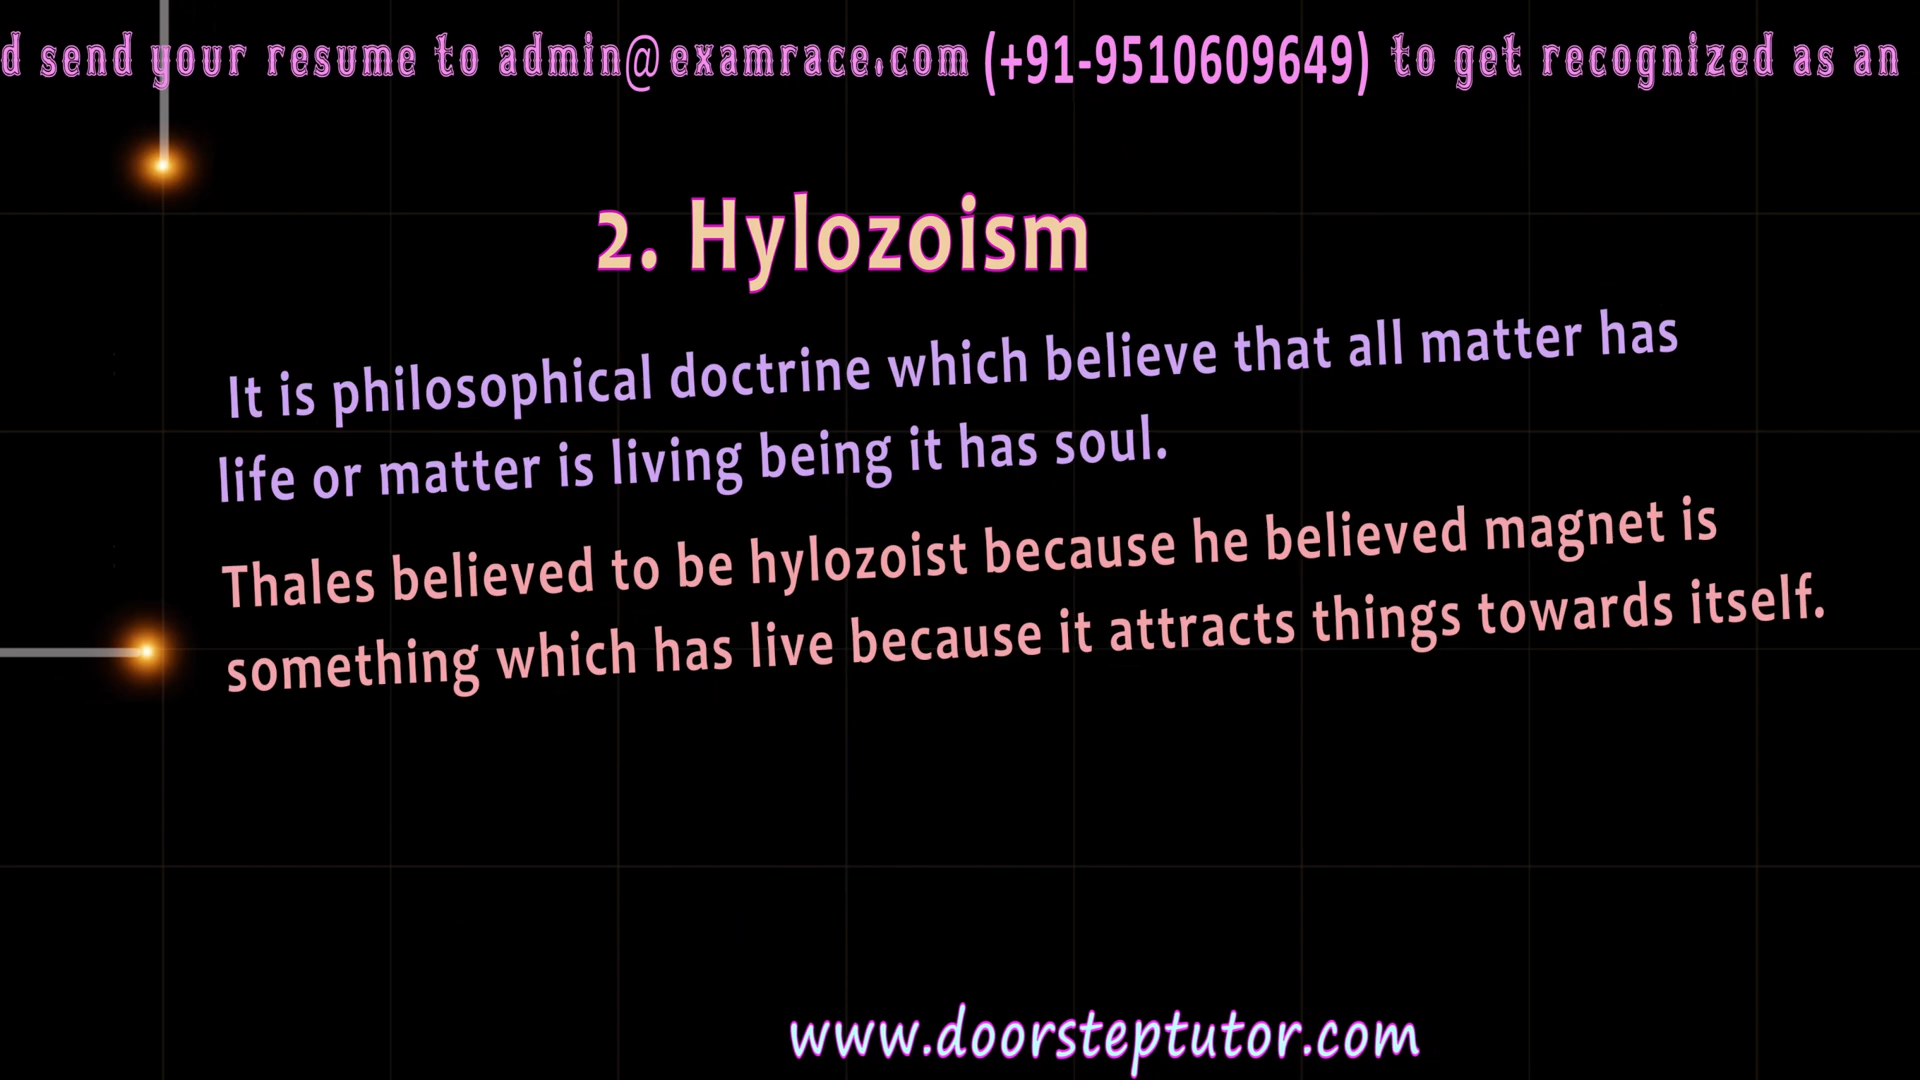 d send your resume to admin@examrace.com (+91-9510609649) to get recognized as an
2. Hylozoism
It is philosophical doctrine which believe that all matter has
life or matter is living being it has soul.
Thales believed to be hylozoist because he believed magnet is
something which has live because it attracts things towards itself.
www.doorsteptutor.com